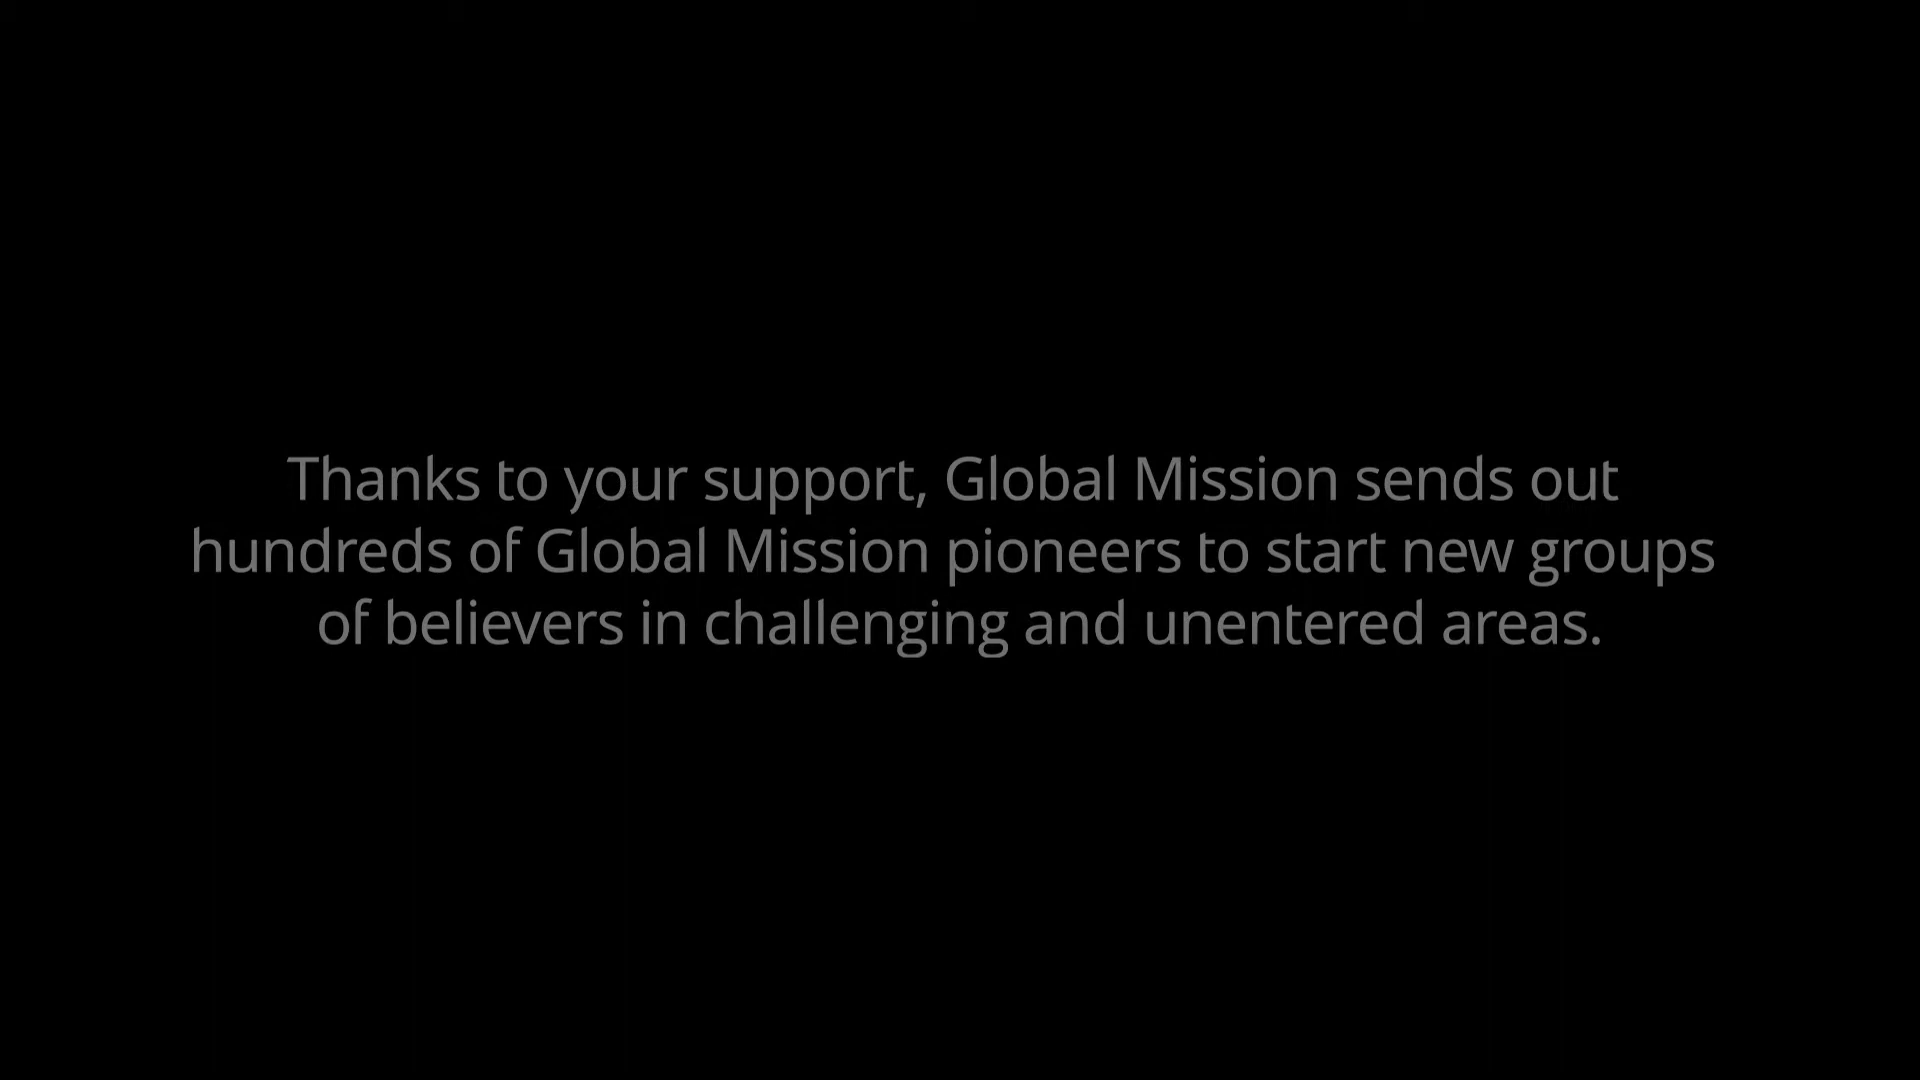 Thanks to your support, Global Mission sends out
hundreds of Global Mission pioneers to start new groups
of believers in challenging and unentered areas.